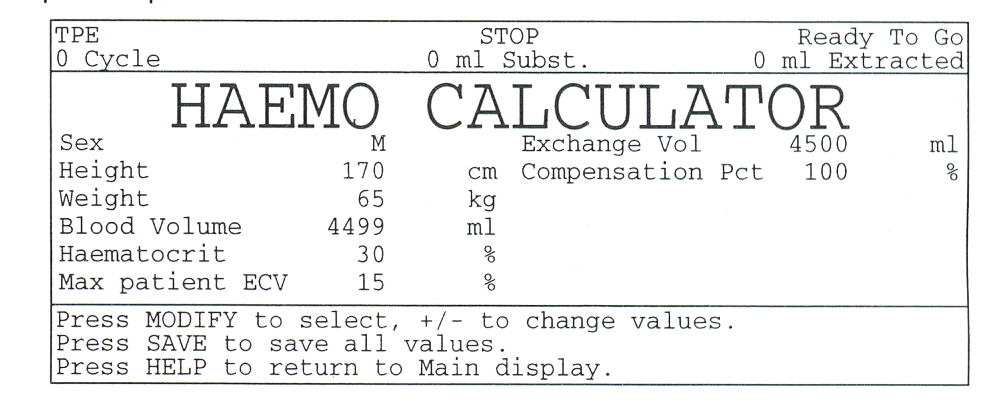 TPE STOP Ready To Go
0 Cycle 0 ml Subst. 0 ml Extracted
HAEMO CALCULATOR
Sex M Exchange Vol 4500 ml
Height 170 cm Compensation Pct 100 %
Weight 65 kg
Blood Volume 4499 ml
Haematocrit 30 %
Max patient ECV 15 %
Press MODIFY to select, +/- to change values.
Press SAVE to save all values.
Press HELP to return to Main display.